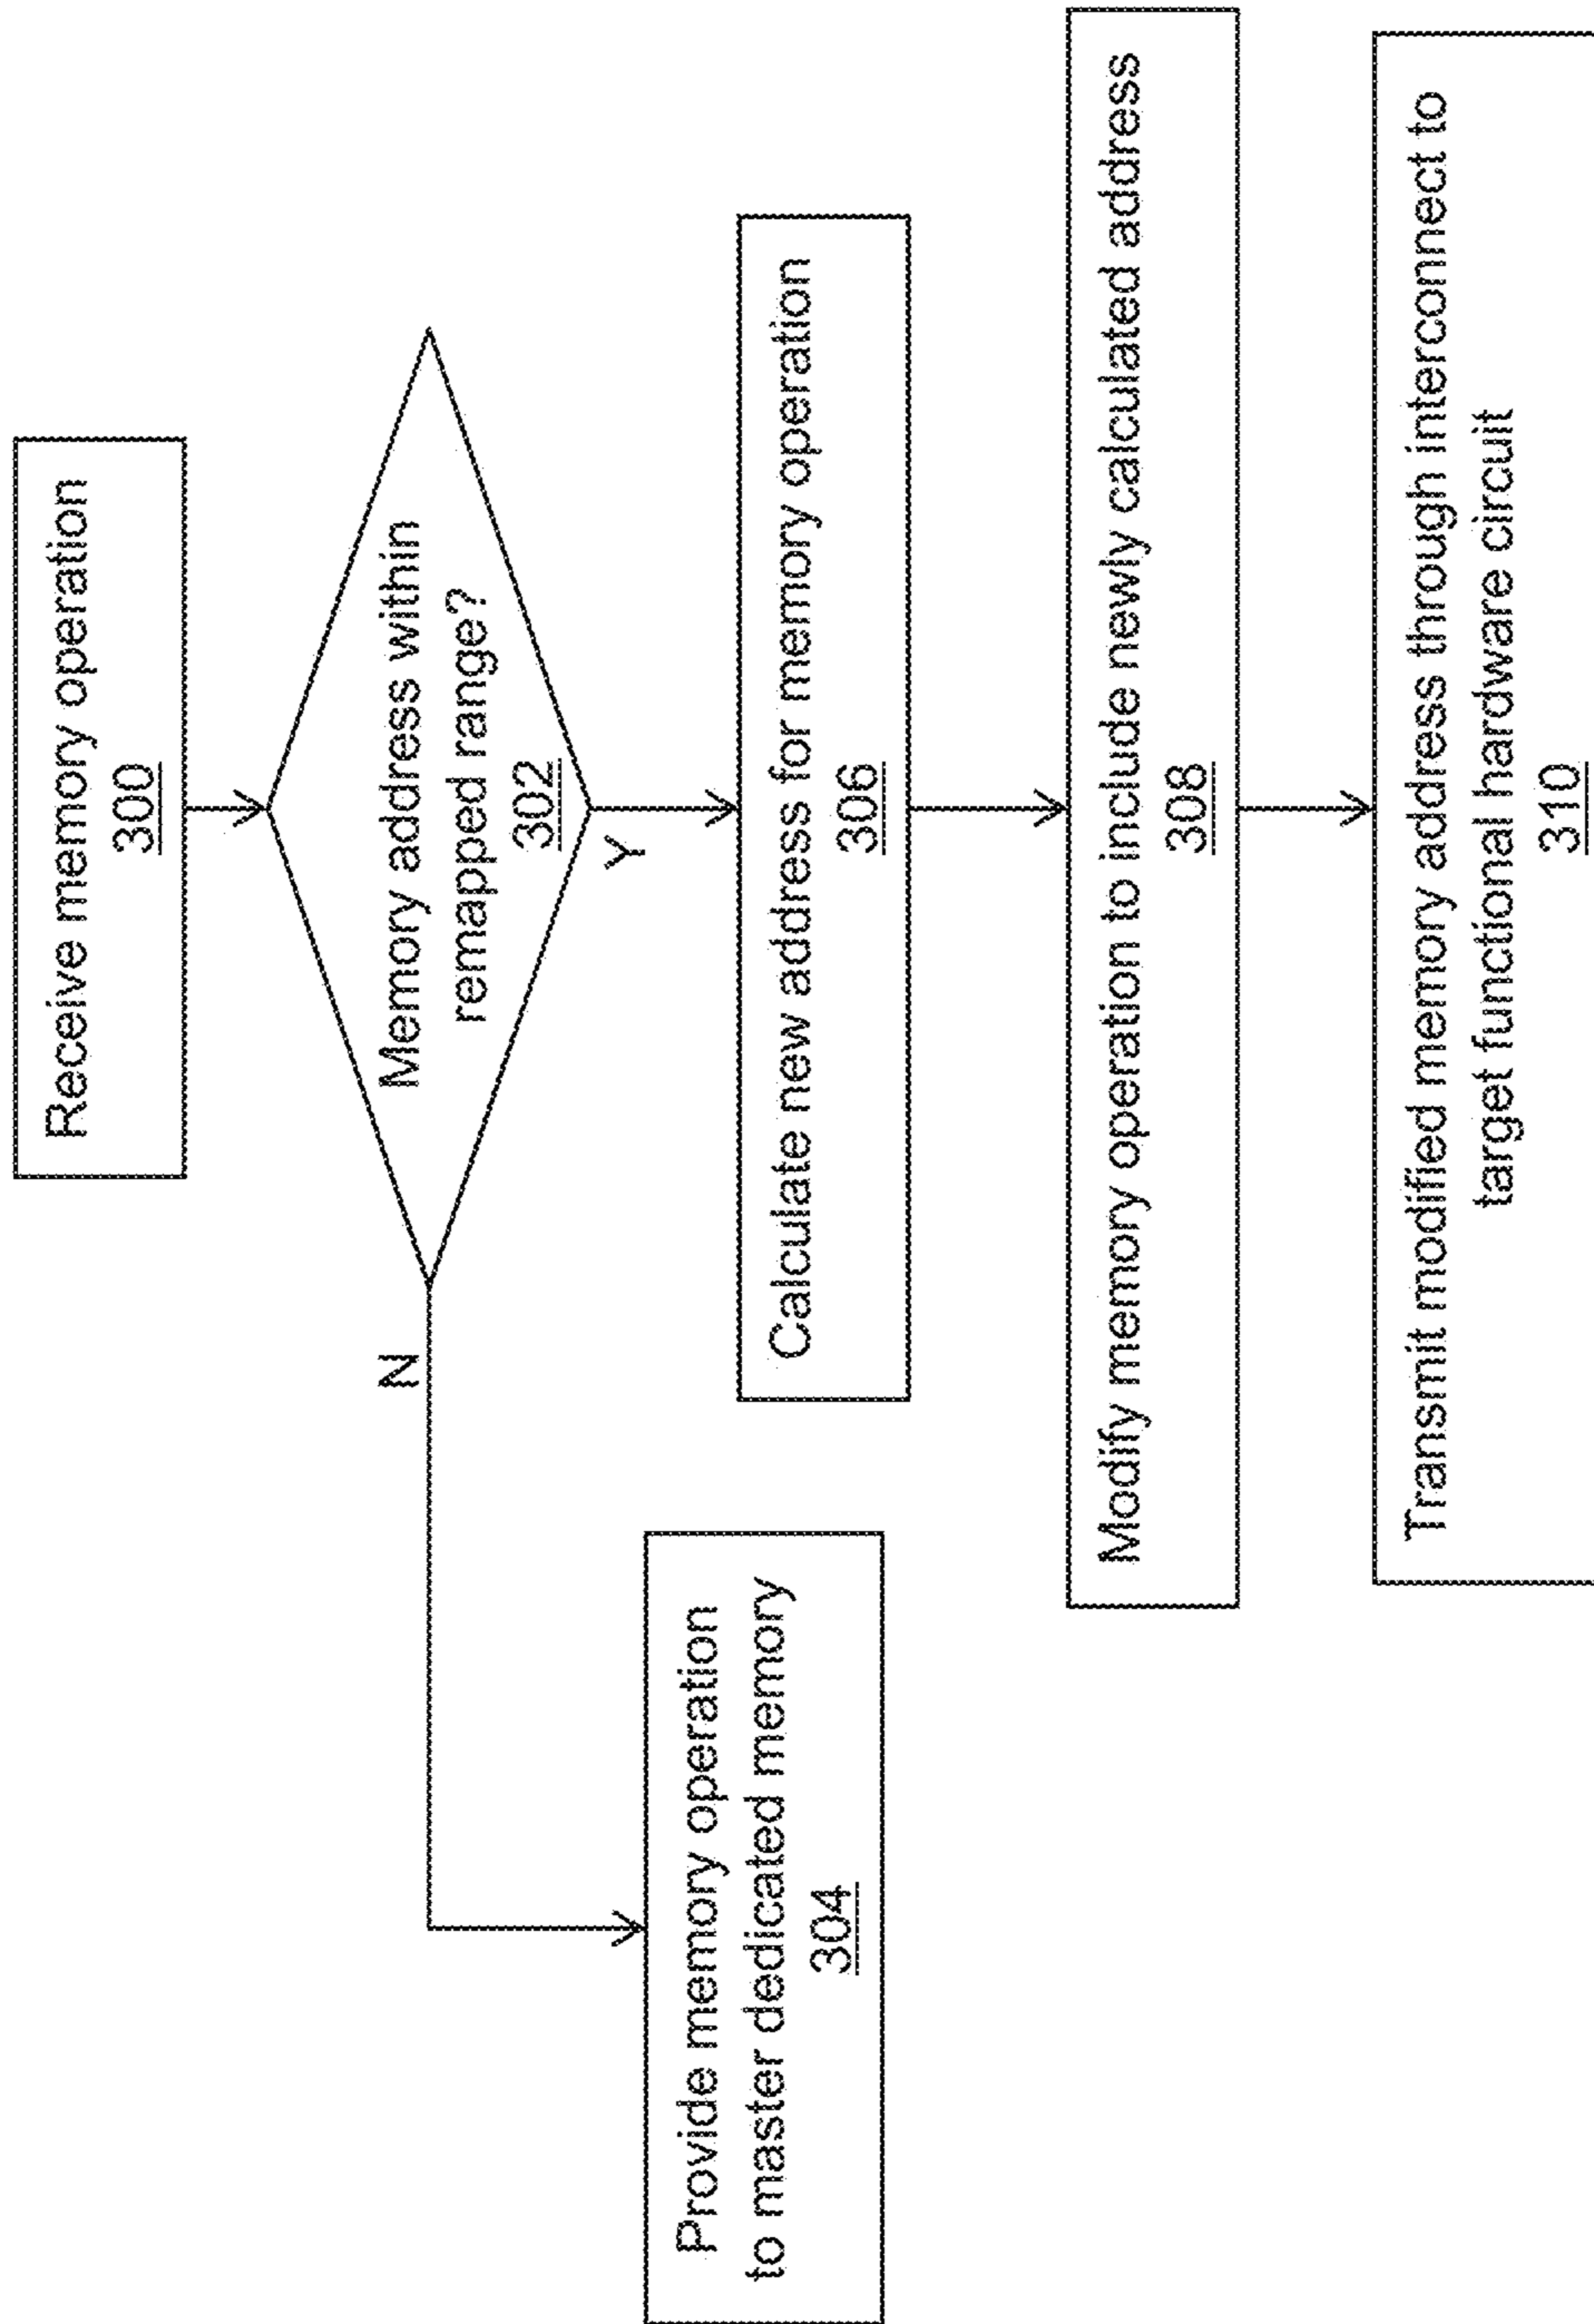 Receive memory operation
300
Memory address within
remapped range?
302
N
Y
Provide memory operation
to master dedicated memory
304
Calculate new address for memory operation
306
Modify memory operation to include newly calculated address
308
Transmit modified memory address through interconnect to
target functional hardware circuit
310